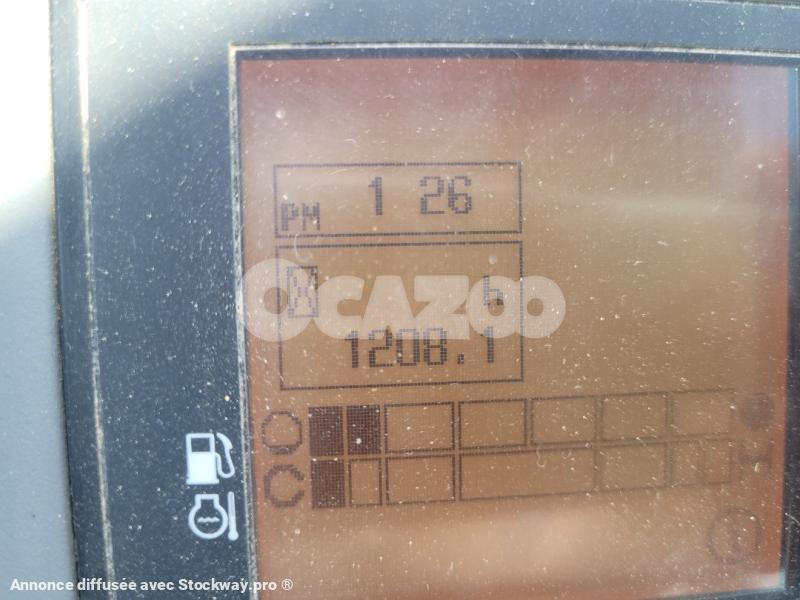 PM 1 26
OCAZOO
h
1208.1
C H
Annonce diffusée avec Stockway.pro ®